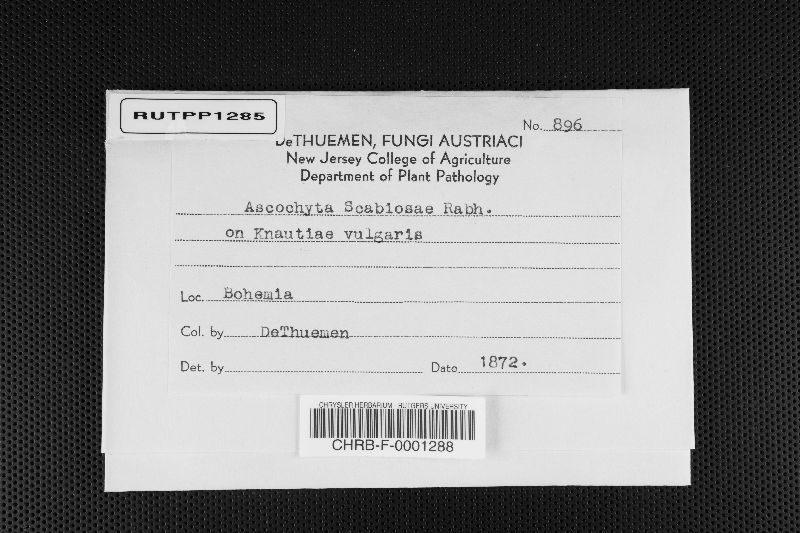 RUTPP1285
No. 896
DeTHUEMEN, FUNGI AUSTRIACI
New Jersey College of Agriculture
Department of Plant Pathology
Ascochyta Scabiosae Rabh.
on Knautiae vulgaris
Loc. Bohemia
Col. by DeThuemen
Det. by
Date 1872.
CHRYSLER HERBARIUM - RUTGERS UNIVERSITY
CHRB-F-0001288